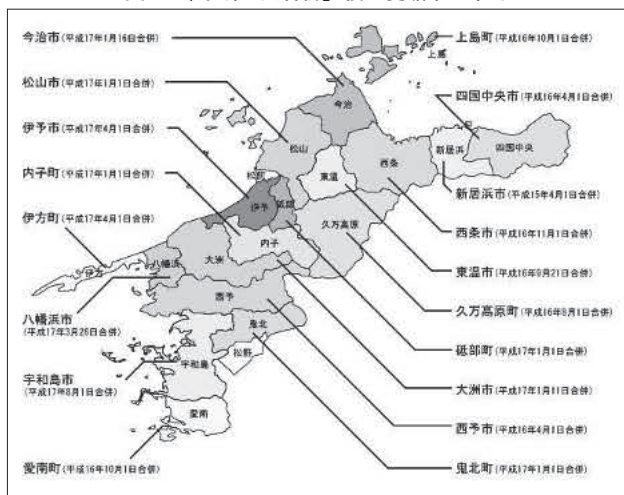 今治市(平成17年1月16日合併)
松山市(平成17年1月1日合併)
伊予市(平成17年4月1日合併)
内子町(平成17年1月1日合併)
伊方町(平成17年4月1日合併)
八幡浜市
(平成17年3月28日合併)
宇和島市
(平成17年8月1日合併)
愛南町(平成16年10月1日合併)
上島町(平成16年10月1日合併)
四国中央市(平成16年4月1日合併)
新居浜市(平成15年4月1日合併)
西条市(平成16年11月1日合併)
東温市(平成16年9月21日合併)
久万高原町(平成16年8月1日合併)
砥部町(平成17年1月1日合併)
大洲市(平成17年1月11日合併)
西予市(平成16年4月1日合併)
鬼北町(平成17年1月1日合併)
上島
今治
松山
西条
新居浜
四国中央
東温
松前
伊予
砥部
久万高原
内子
伊方
八幡浜
大洲
西予
鬼北
松野
宇和島
愛南